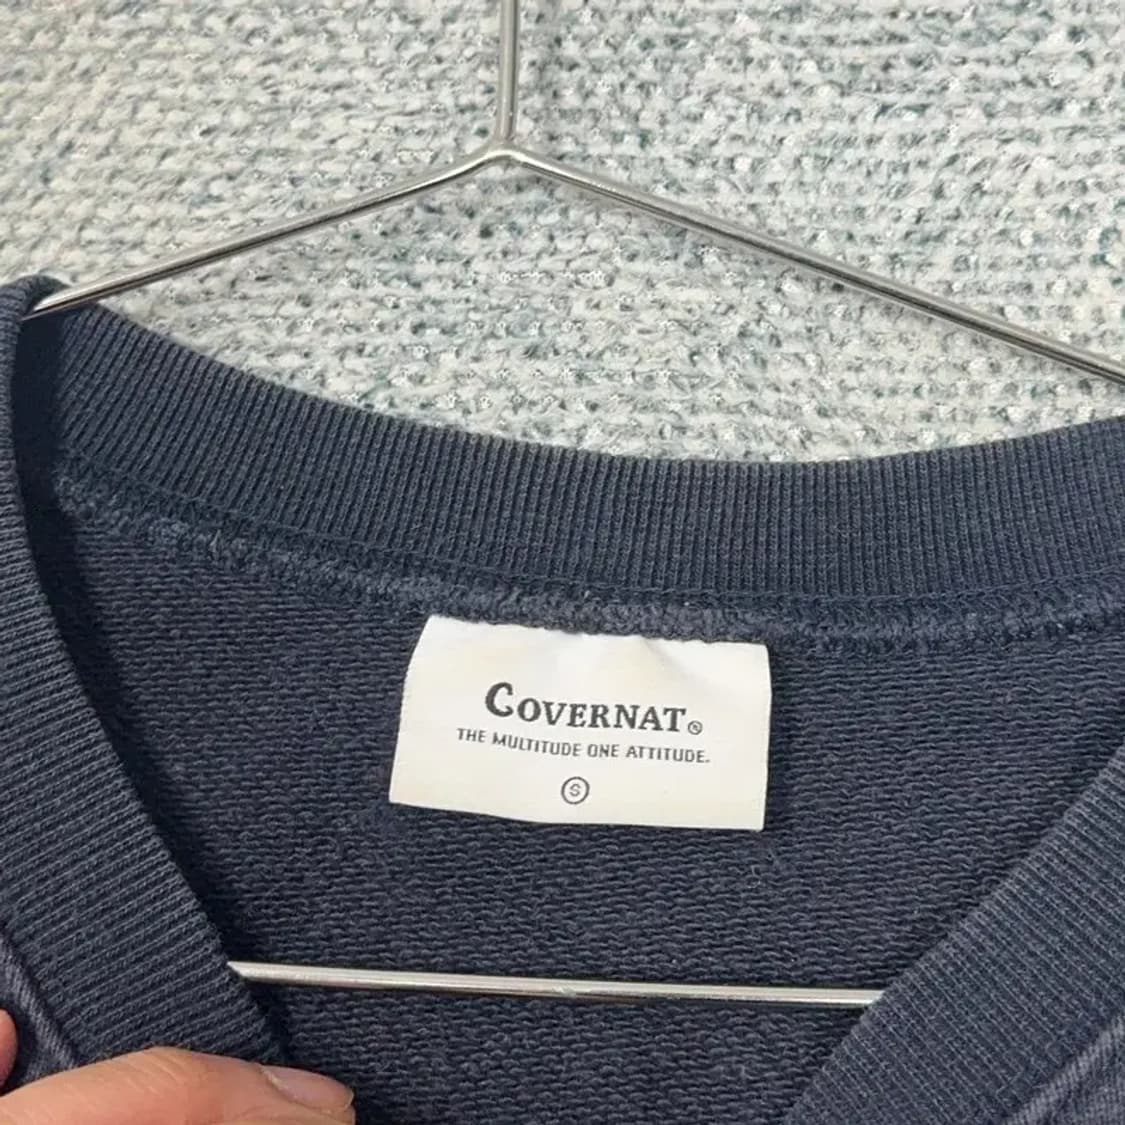 COVERNAT®
THE MULTITUDE ONE ATTITUDE.
S